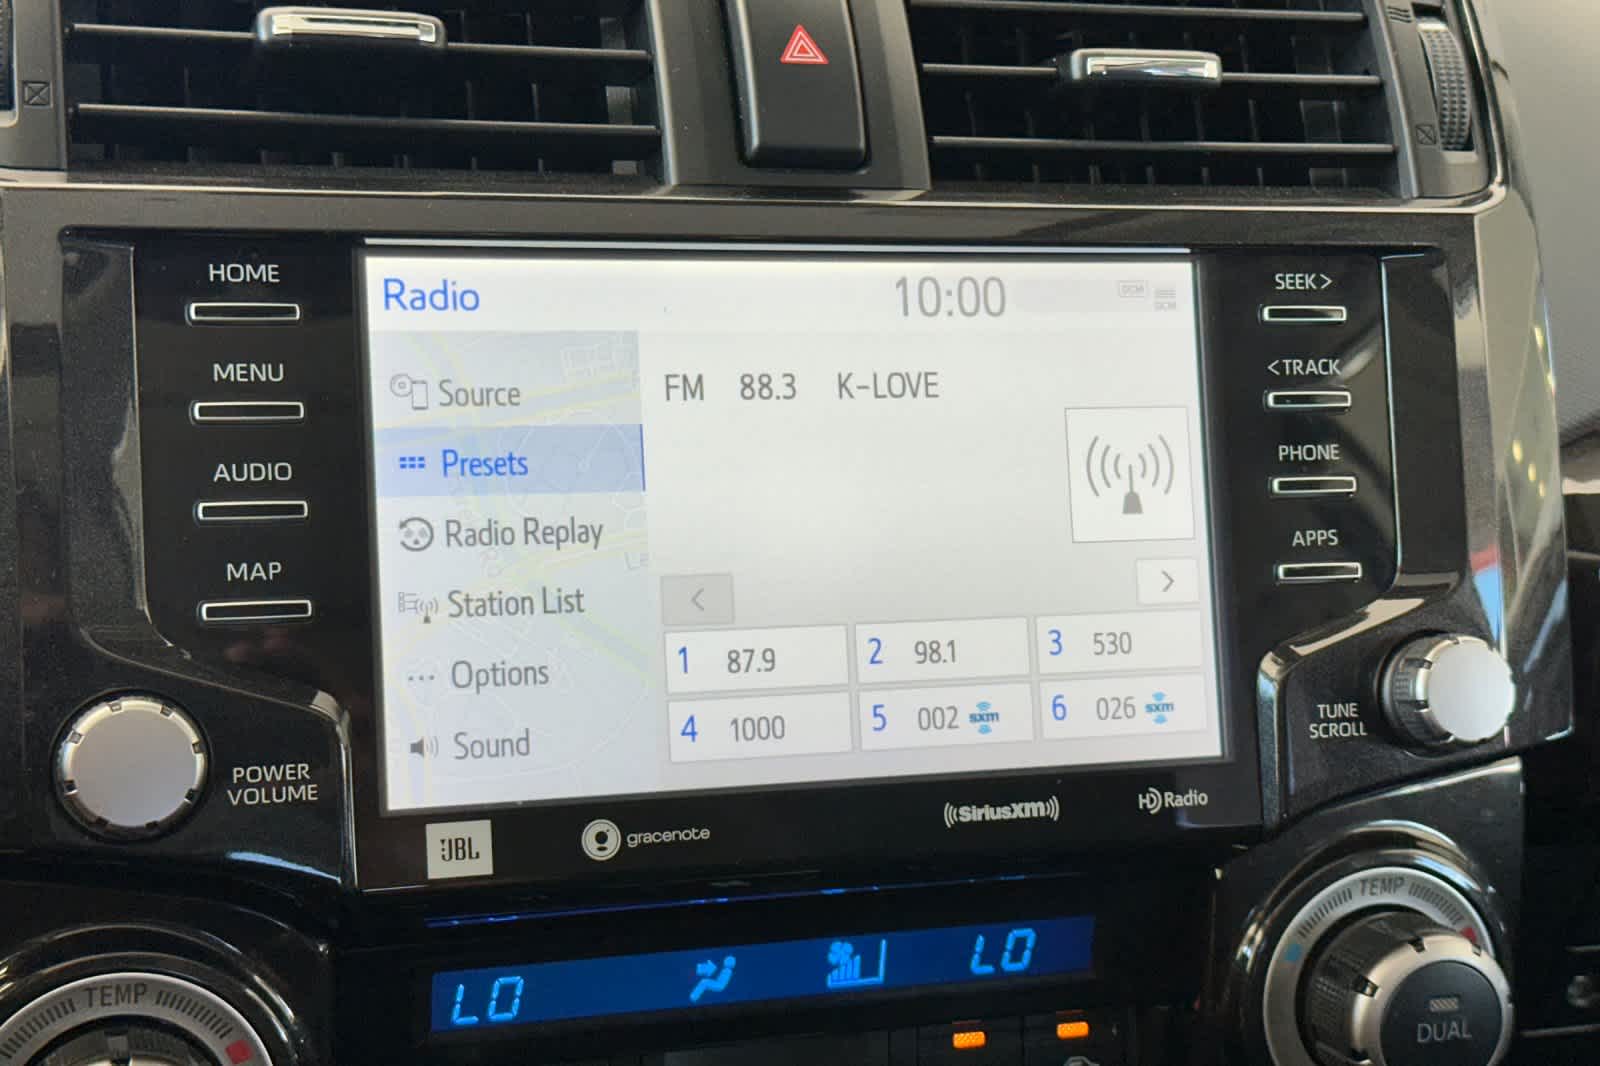 HOME
MENU
AUDIO
MAP
POWER
VOLUME
Radio
10:00
DCM
DCM
Source
Presets
Radio Replay
Station List
Options
Sound
FM 88.3 K-LOVE
<
>
1 87.9
2 98.1
3 530
4 1000
5 002 sxm
6 026 sxm
SEEK >
< TRACK
PHONE
APPS
TUNE
SCROLL
JBL
gracenote
((SiriusXM))
HD Radio
LO
LO
TEMP
TEMP
DUAL